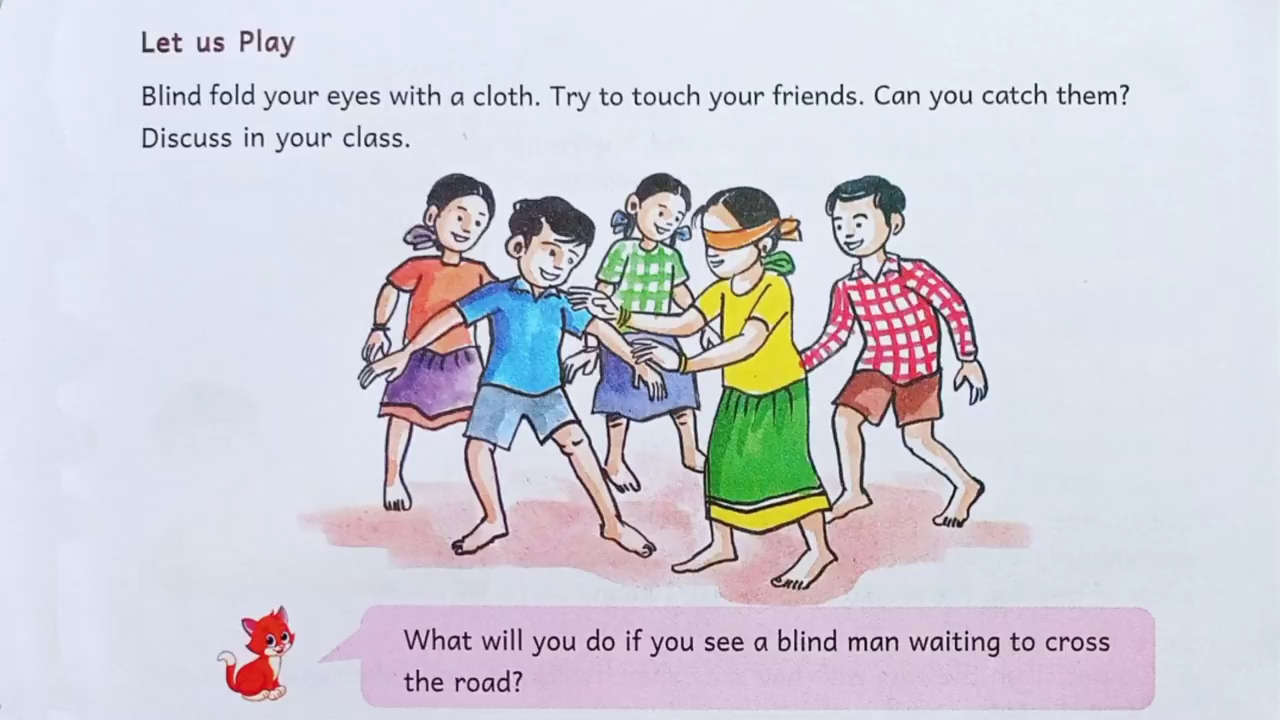 Let us Play
Blind fold your eyes with a cloth. Try to touch your friends. Can you catch them?
Discuss in your class.
What will you do if you see a blind man waiting to cross
the road?